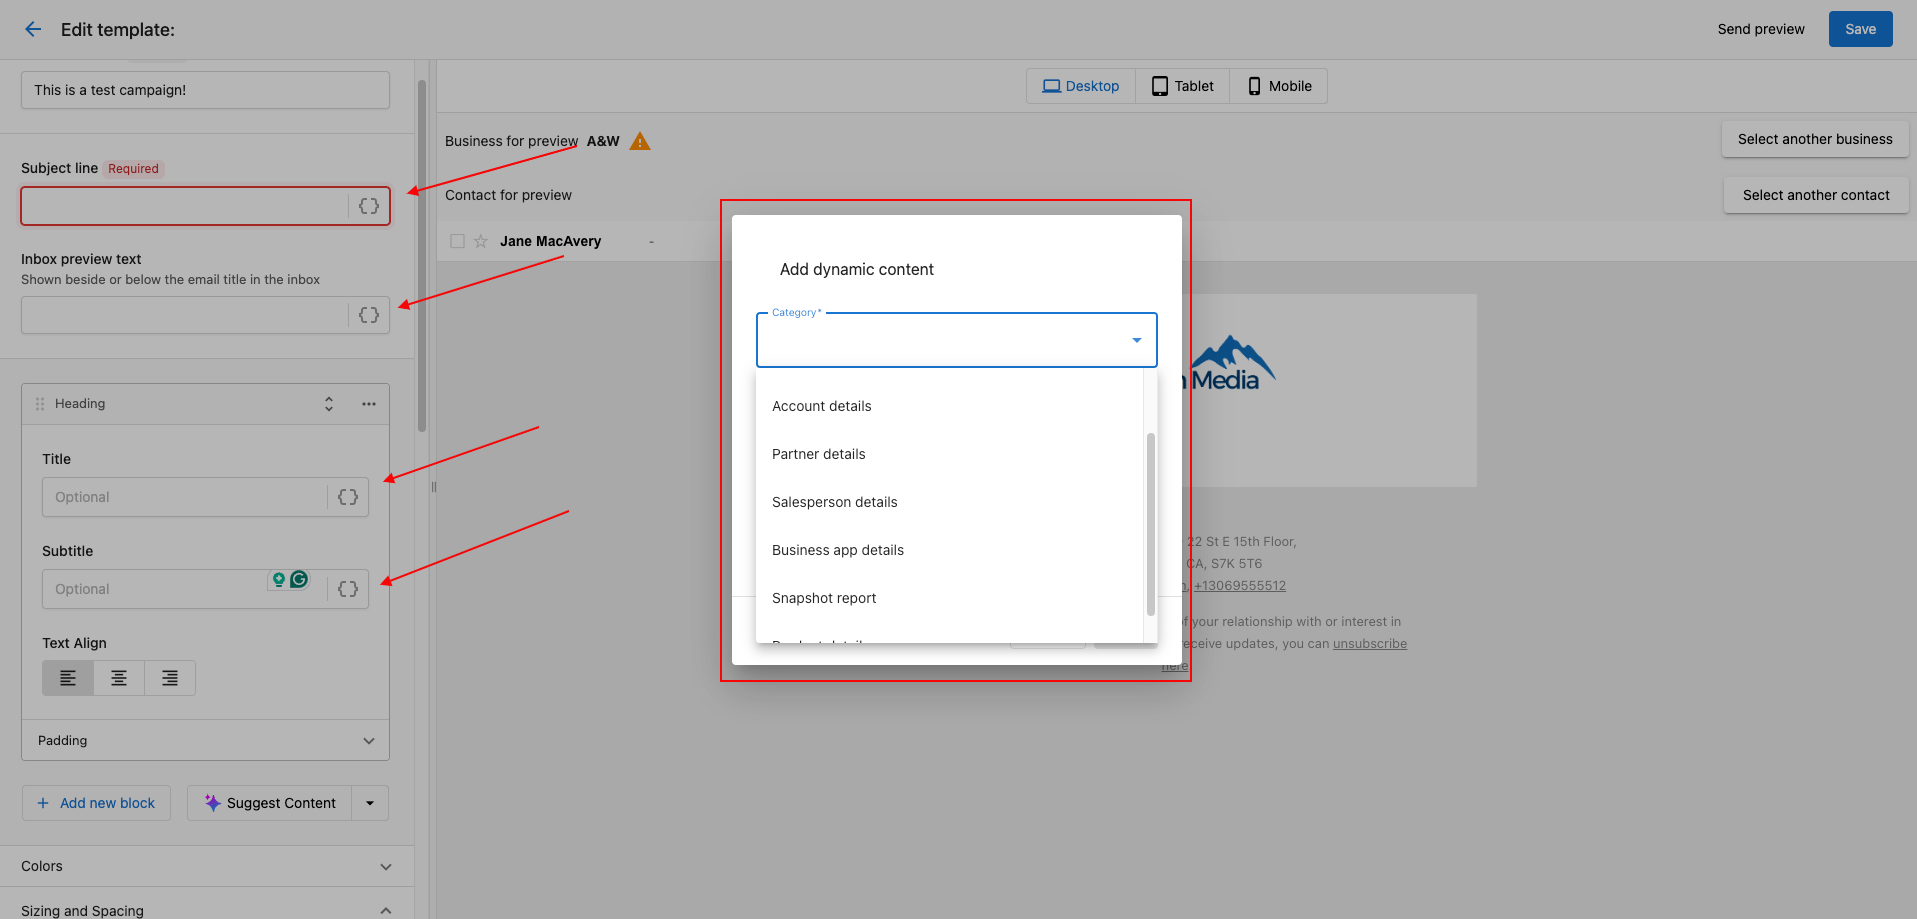 Edit template:
Send preview
Save
This is a test campaign!
Desktop
Tablet
Mobile
Business for preview A&W
Select another business
Subject line Required
Contact for preview
Select another contact
Jane MacAvery -
Inbox preview text
Shown beside or below the email title in the inbox
Add dynamic content
Category*
Account details
Partner details
Salesperson details
Business app details
Snapshot report
Heading
Title
Optional
Subtitle
Optional
Text Align
Padding
Add new block
Suggest Content
Colors
Sizing and Spacing
Media
22 St E 15th Floor,
CA, S7K 5T6
, +13069555512
of your relationship with or interest in
receive updates, you can unsubscribe
here